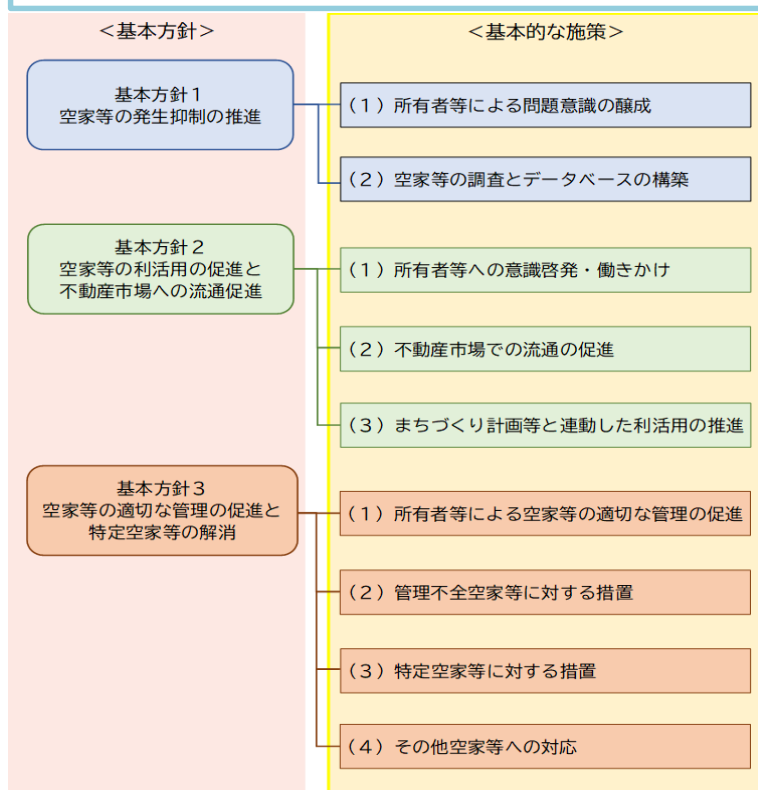 ＜基本方針＞
＜基本的な施策＞
基本方針１
空家等の発生抑制の推進
（１）所有者等による問題意識の醸成
（２）空家等の調査とデータベースの構築
基本方針２
空家等の利活用の促進と
不動産市場への流通促進
（１）所有者等への意識啓発・働きかけ
（２）不動産市場での流通の促進
（３）まちづくり計画等と連動した利活用の推進
基本方針３
空家等の適切な管理の促進と
特定空家等の解消
（１）所有者等による空家等の適切な管理の促進
（２）管理不全空家等に対する措置
（３）特定空家等に対する措置
（４）その他空家等への対応